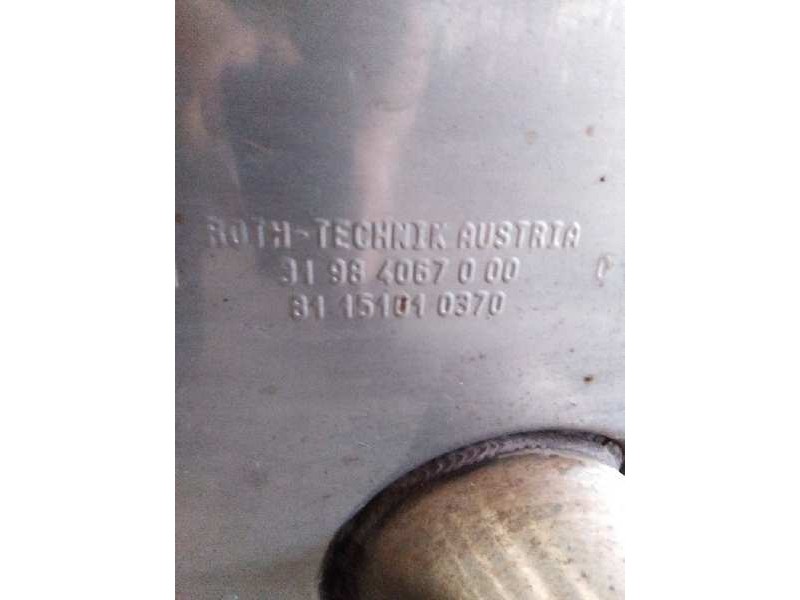 ROTH-TECHNIK AUSTRIA
31 98 4067 0 00
81 15101 0370